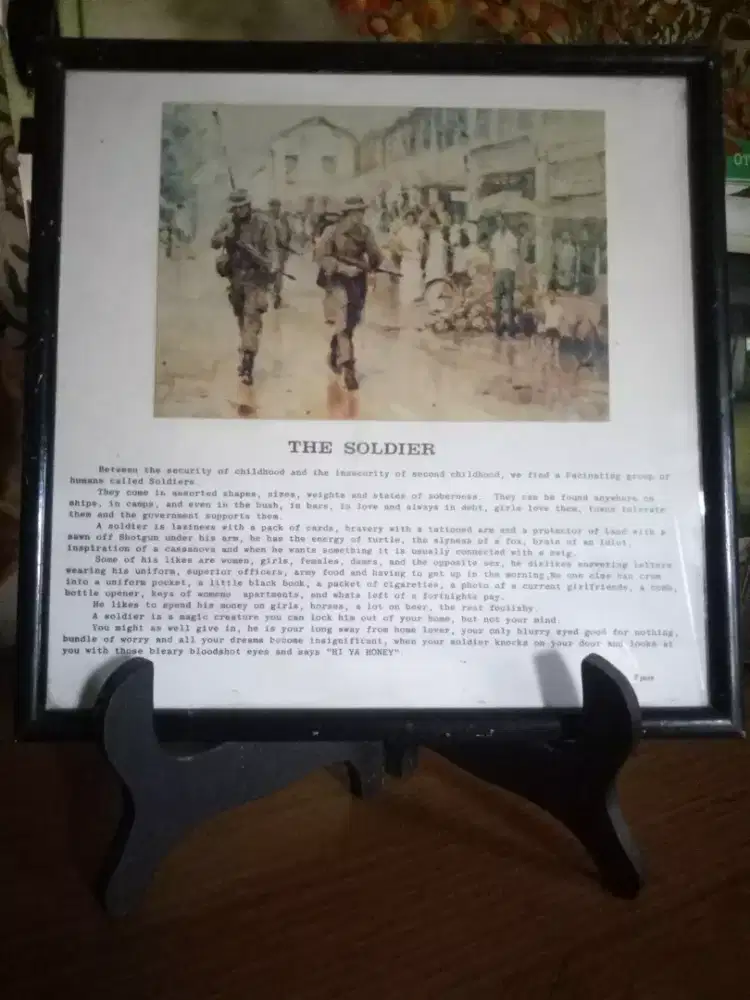 THE SOLDIER
Between the security of childhood and the insecurity of second childhood, we find a Facinating group of
humans called Soldiers.
They come in assorted shapes, sizes, weights and states of soberness. They can be found anywhere on
ships, in camps, and even in the bush, in bars, in love and always in debt, girls love them, towns tolerate
them and the government supports them.
A soldier is laziness with a pack of cards, bravery with a tatooed arm and a protector of land with a
sawn off Shotgun under his arm, he has the energy of turtle, the slyness of a fox, brain of an idiot,
inspiration of a cassanova and when he wants something it is usually connected with a swig.
Some of his likes are women, girls, females, dames, and the opposite sex, he dislikes answering letters
wearing his uniform, superior officers, army food and having to get up in the morning.No one else can cram
into a uniform pocket, a little black book, a packet of cigarettes, a photo of a current girlfriends, a comb,
bottle opener, keys of womens apartments, and whats left of a fortnights pay.
He likes to spend his money on girls, horses, a lot on beer, the rest foolishy.
A soldier is a magic creature you can lock him out of your home, but not your mind.
You might as well give in, he is your long away from home lover, your only blurry eyed good for nothing,
bundle of worry and all your dreams become insignificant, when your soldier knocks on your door and looks at
you with those bleary bloodshot eyes and says "HI YA HONEY"